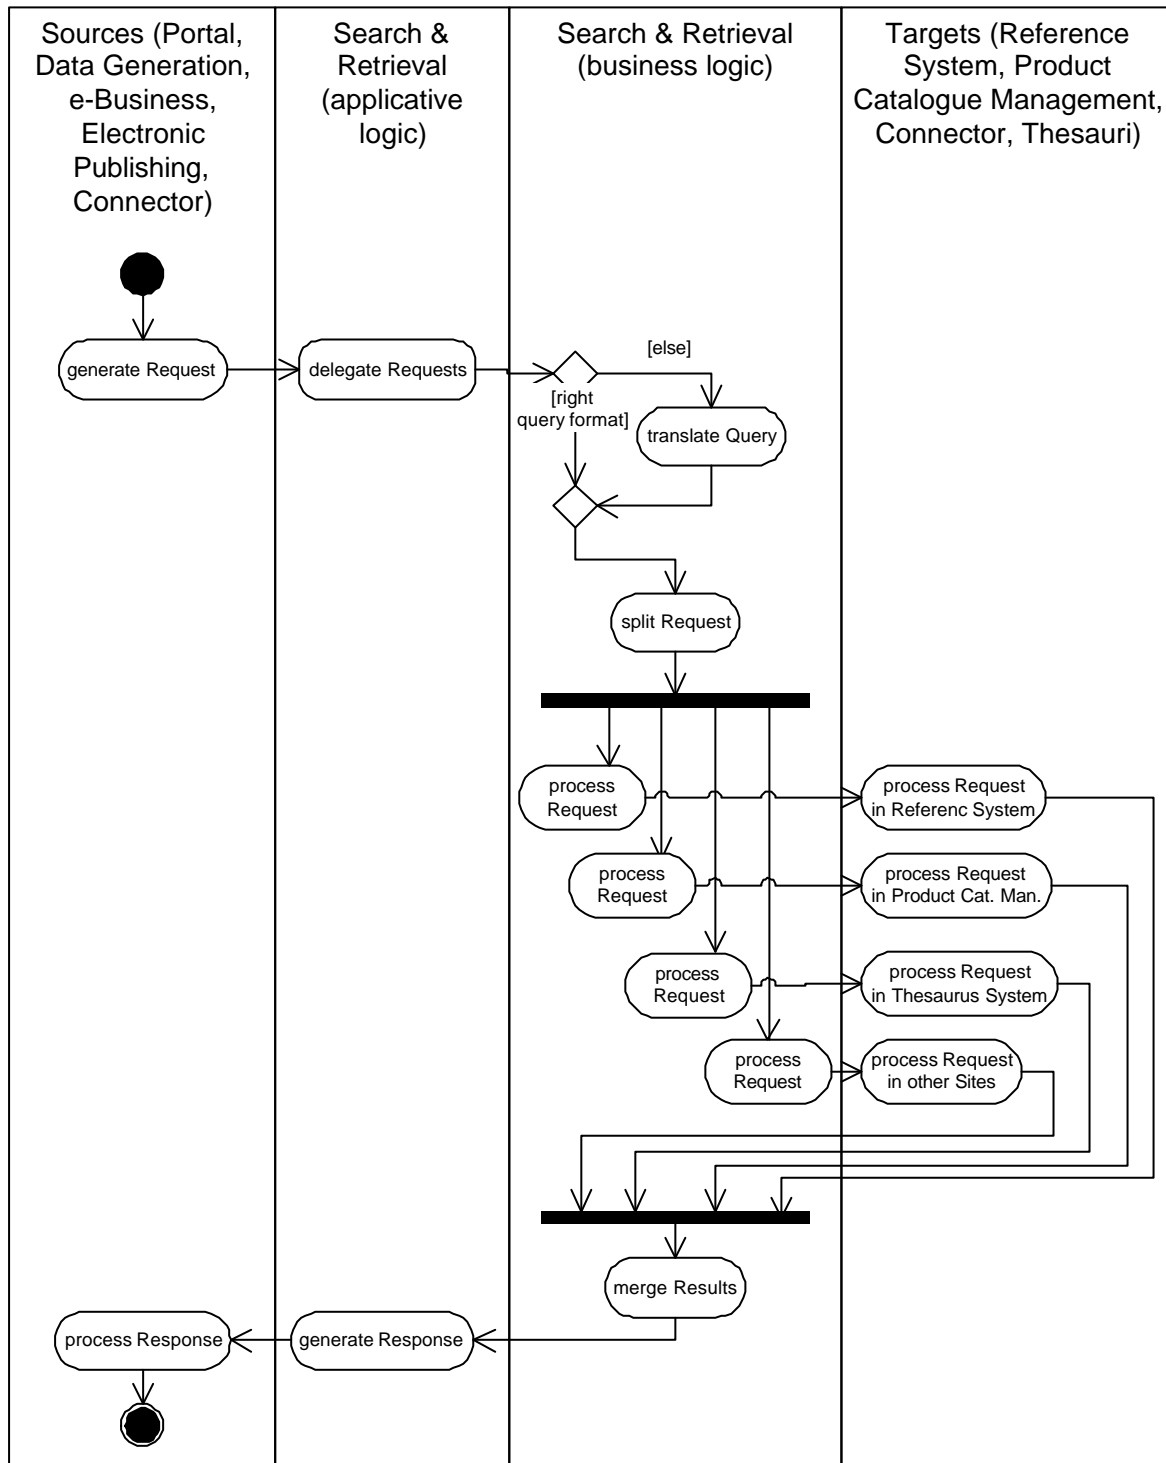 Sources (Portal,
Data Generation,
e-Business,
Electronic
Publishing,
Connector)
Search &
Retrieval
(applicative
logic)
Search & Retrieval
(business logic)
Targets (Reference
System, Product
Catalogue Management,
Connector, Thesauri)
generate Request
delegate Requests
[else]
[right
query format]
translate Query
split Request
process
Request
process Request
in Referenc System
process
Request
process Request
in Product Cat. Man.
process
Request
process Request
in Thesaurus System
process
Request
process Request
in other Sites
merge Results
process Response
generate Response